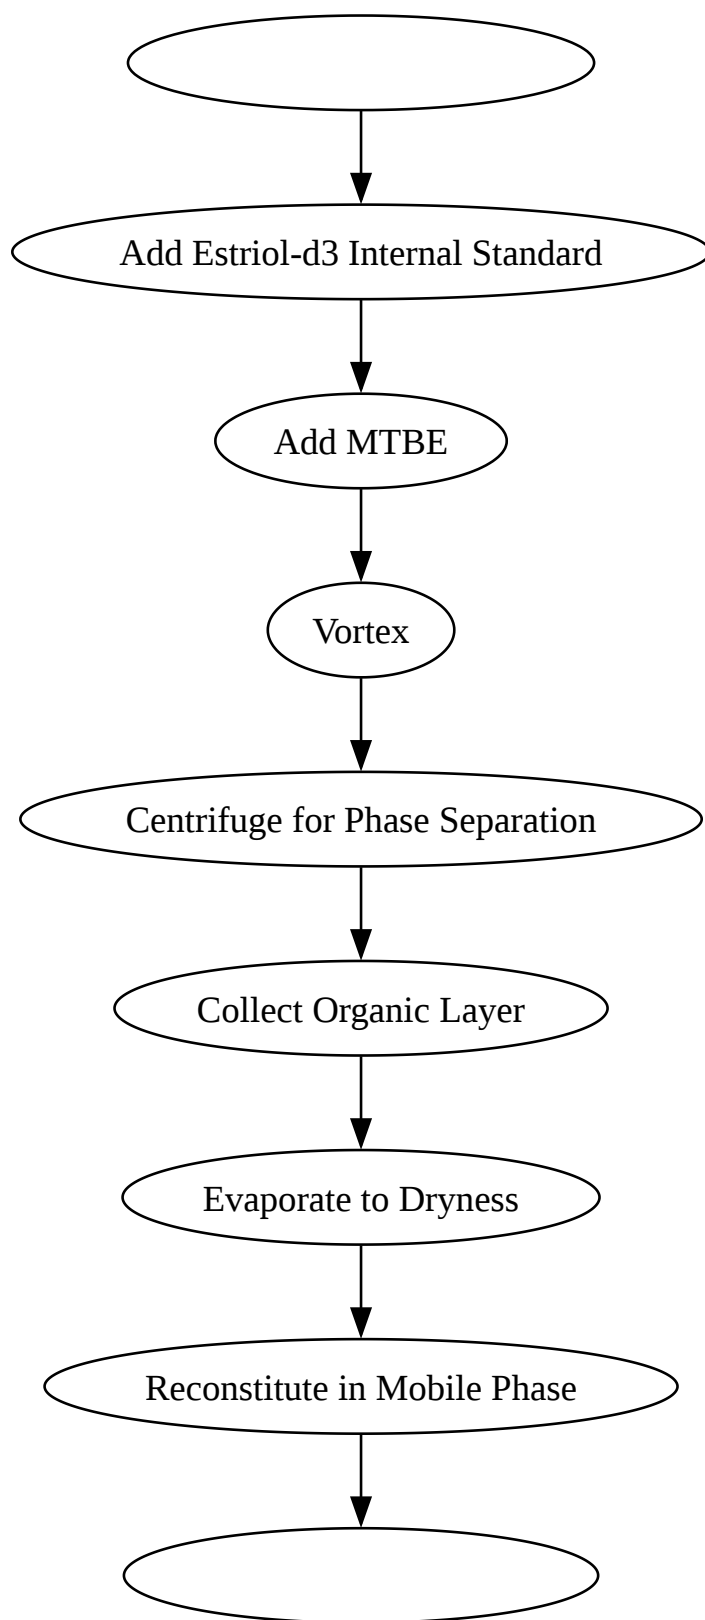 Add Estriol-d3 Internal Standard
Add MTBE
Vortex
Centrifuge for Phase Separation
Collect Organic Layer
Evaporate to Dryness
Reconstitute in Mobile Phase